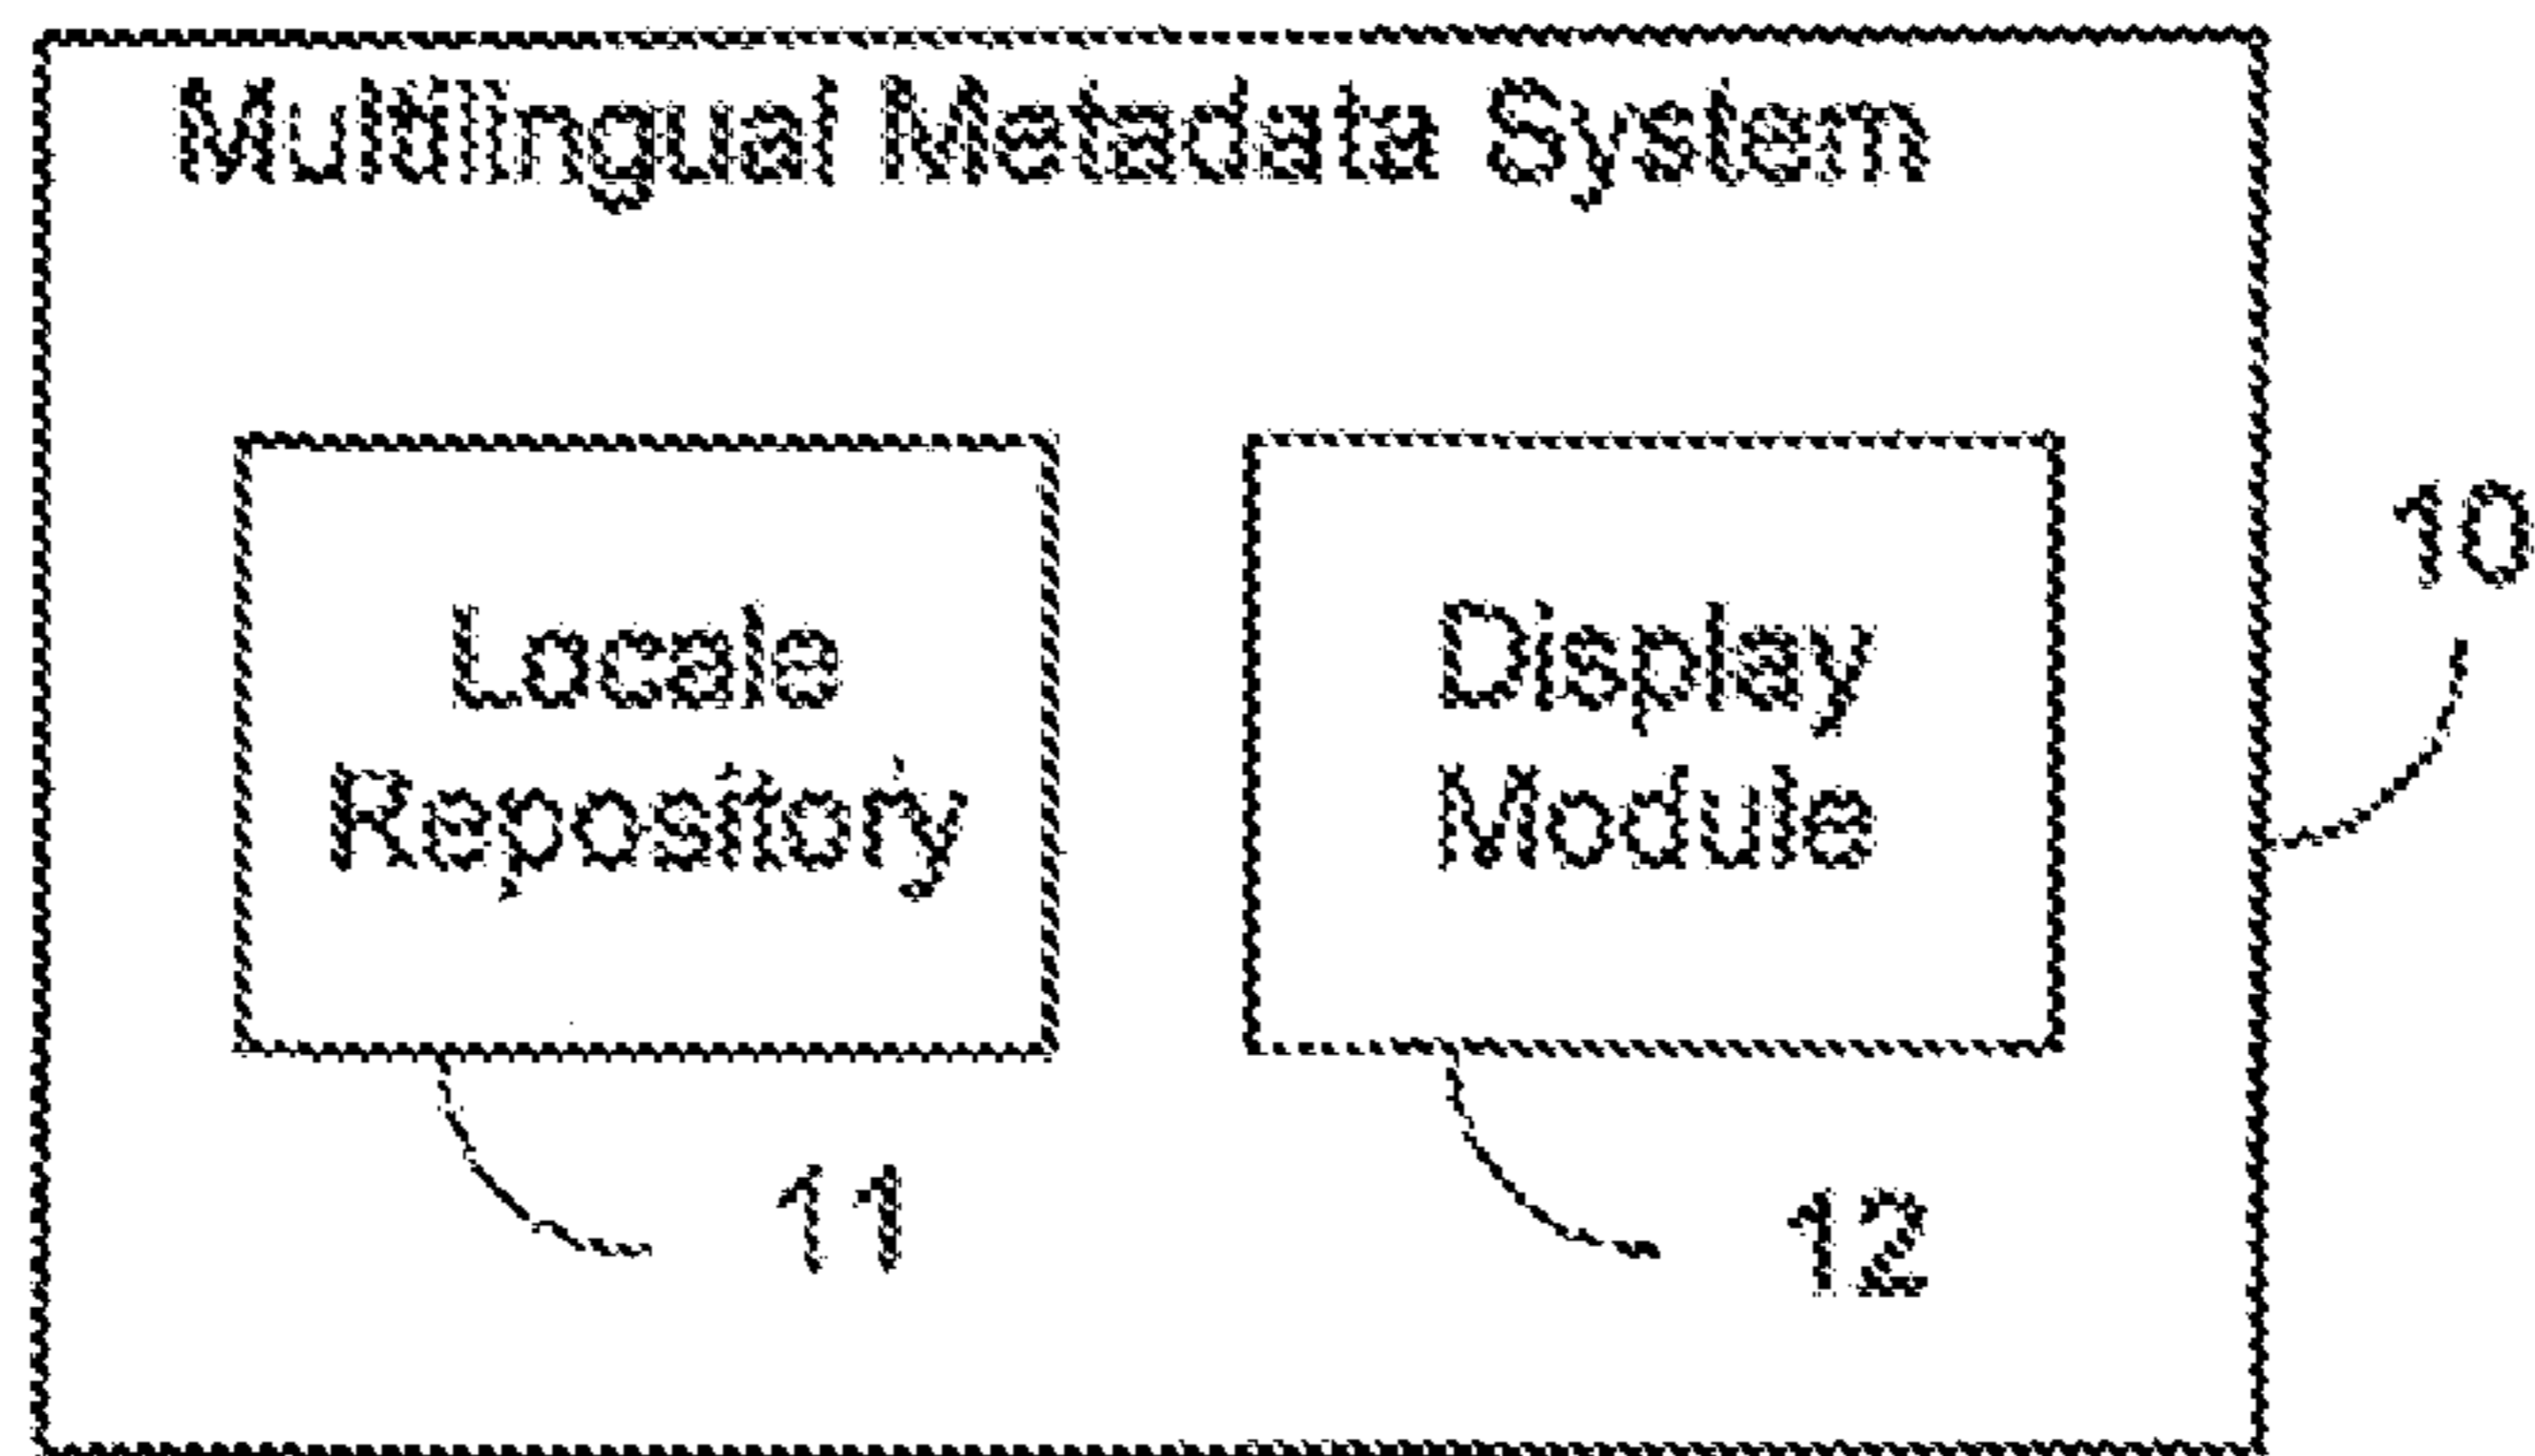 Multilingual Metadata System
10
Locale
Repository
Display
Module
11
12